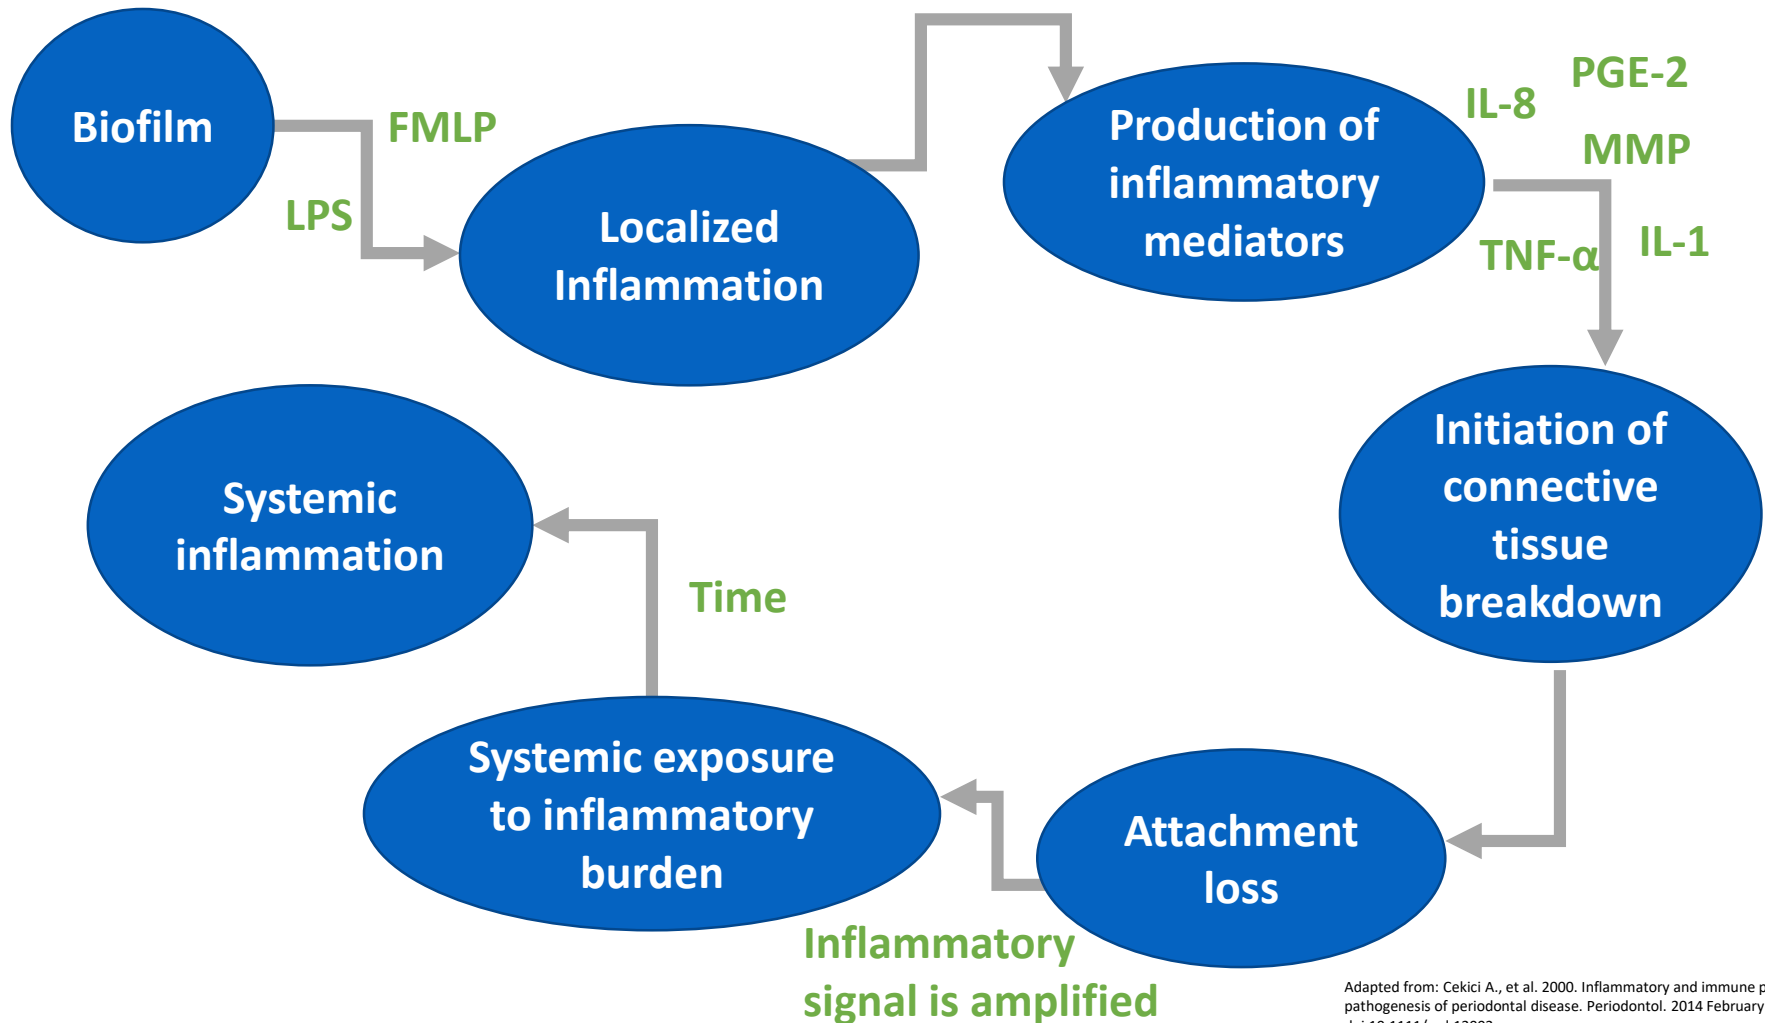 Biofilm
FMLP
LPS
Localized
Inflammation
Production of
inflammatory
mediators
IL-8
PGE-2
MMP
TNF-α
IL-1
Initiation of
connective
tissue
breakdown
Attachment
loss
Inflammatory
signal is amplified
Systemic exposure
to inflammatory
burden
Time
Systemic
inflammation
Adapted from: Cekici A., et al. 2000. Inflammatory and immune p
pathogenesis of periodontal disease. Periodontol. 2014 February